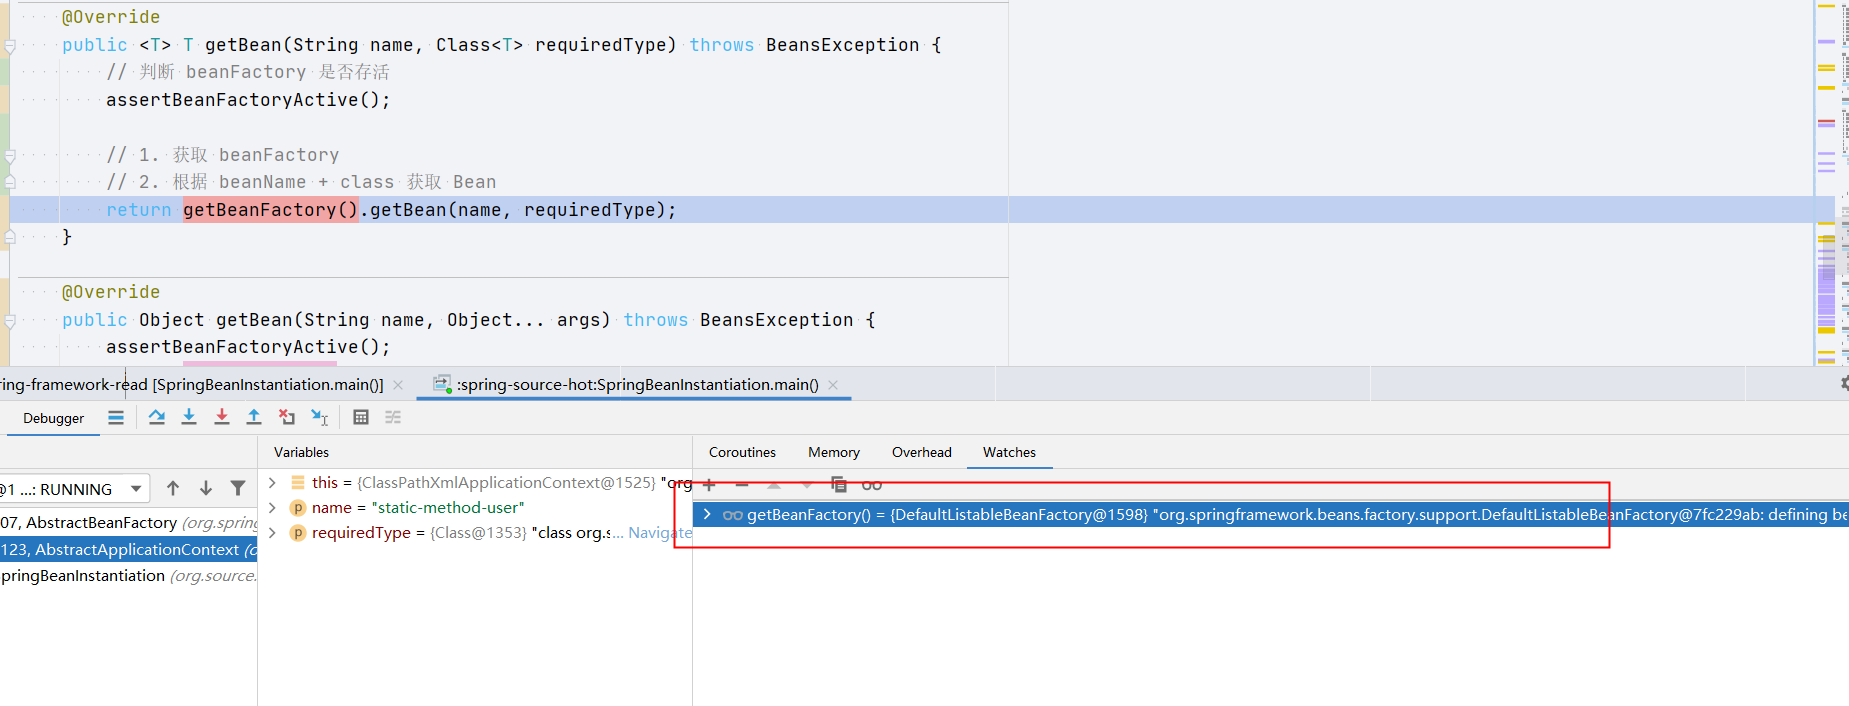 @Override
public <T> T getBean(String name, Class<T> requiredType) throws BeansException {
// 判断 beanFactory 是否存活
assertBeanFactoryActive();
// 1. 获取 beanFactory
// 2. 根据 beanName + class 获取 Bean
return getBeanFactory().getBean(name, requiredType);
}
@Override
public Object getBean(String name, Object... args) throws BeansException {
assertBeanFactoryActive();
ring-framework-read [SpringBeanInstantiation.main()] :spring-source-hot:SpringBeanInstantiation.main()
Debugger
Variables
Coroutines Memory Overhead Watches
@1 ...: RUNNING
this = {ClassPathXmlApplicationContext@1525} "org
name = "static-method-user"
requiredType = {Class@1353} "class org.s... Navigate
07, AbstractBeanFactory (org.spring
123, AbstractApplicationContext (o
pringBeanInstantiation (org.source.
getBeanFactory() = {DefaultListableBeanFactory@1598} "org.springframework.beans.factory.support.DefaultListableBeanFactory@7fc229ab: defining be